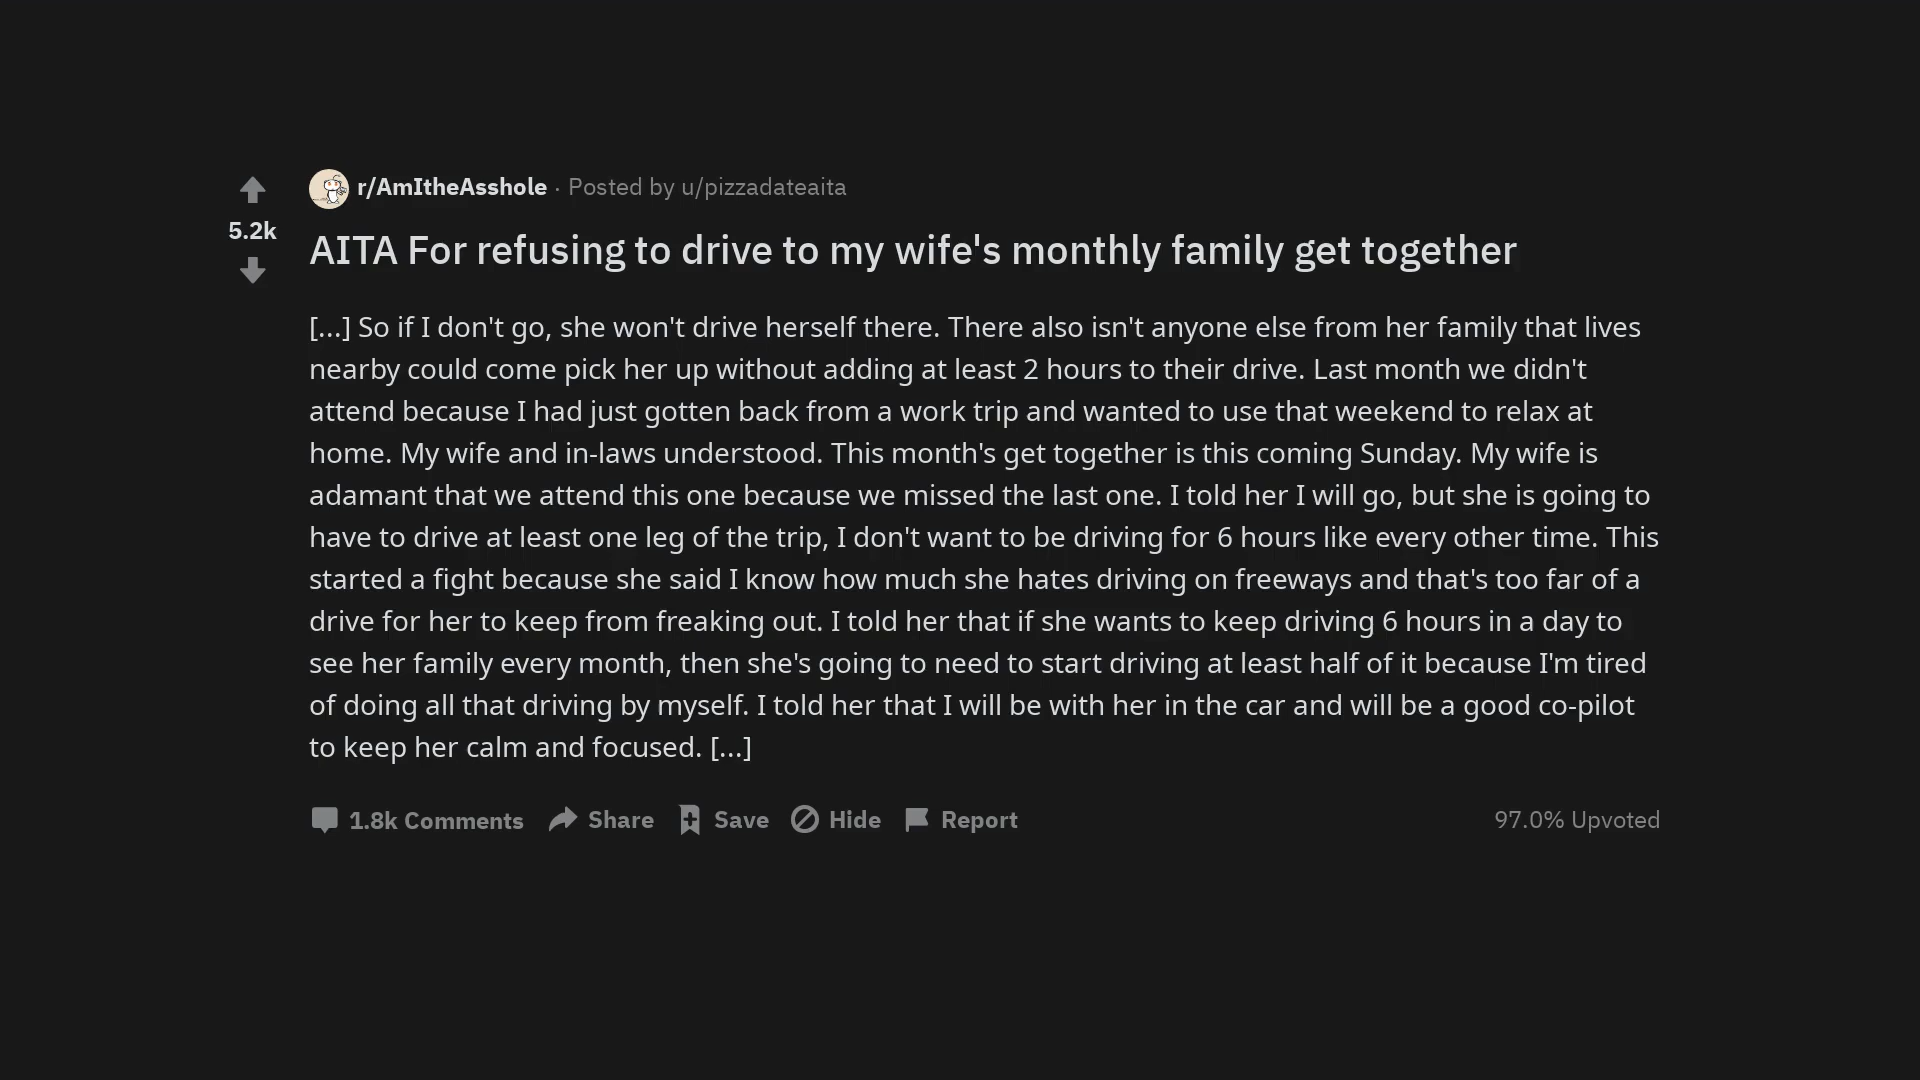 r/AmItheAsshole · Posted by u/pizzadateaita
5.2k
AITA For refusing to drive to my wife's monthly family get together
[...] So if I don't go, she won't drive herself there. There also isn't anyone else from her family that lives
nearby could come pick her up without adding at least 2 hours to their drive. Last month we didn't
attend because I had just gotten back from a work trip and wanted to use that weekend to relax at
home. My wife and in-laws understood. This month's get together is this coming Sunday. My wife is
adamant that we attend this one because we missed the last one. I told her I will go, but she is going to
have to drive at least one leg of the trip, I don't want to be driving for 6 hours like every other time. This
started a fight because she said I know how much she hates driving on freeways and that's too far of a
drive for her to keep from freaking out. I told her that if she wants to keep driving 6 hours in a day to
see her family every month, then she's going to need to start driving at least half of it because I'm tired
of doing all that driving by myself. I told her that I will be with her in the car and will be a good co-pilot
to keep her calm and focused. [...]
1.8k Comments Share Save Hide Report 97.0% Upvoted